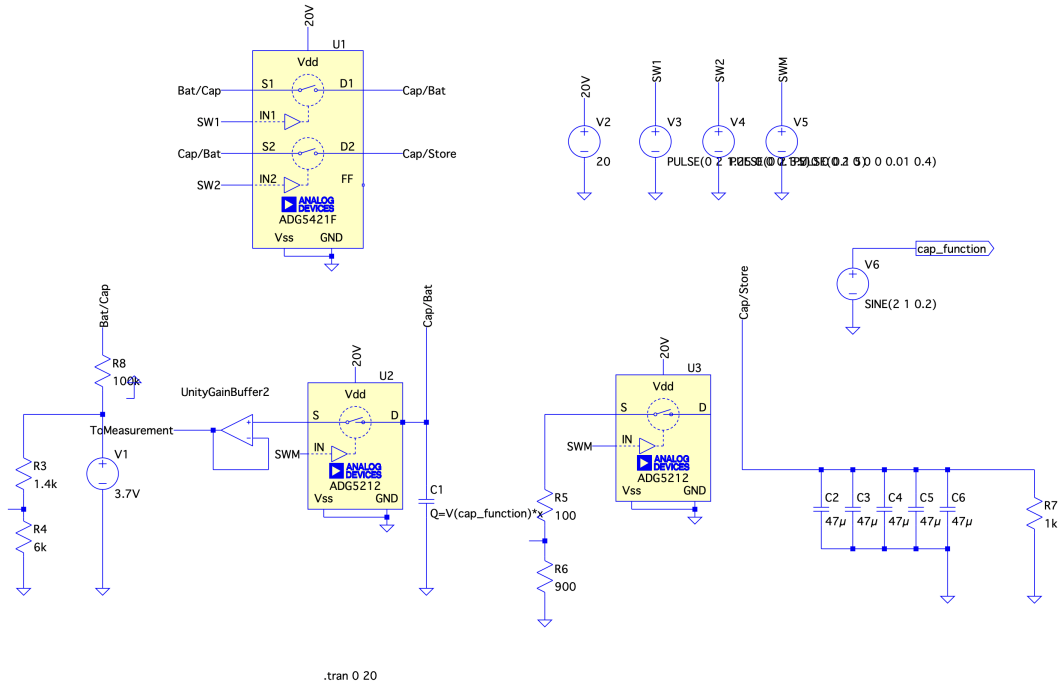 20V
U1
Vdd
Bat/Cap
S1
D1
Cap/Bat
SW1
IN1
Cap/Bat
S2
D2
Cap/Store
SW2
IN2
FF
ANALOG
DEVICES
ADG5421F
Vss
GND
20V
V2
20
SW1
V3
SW2
V4
SWM
V5
cap_function
V6
SINE(2 1 0.2)
Bat/Cap
R8
100k
UnityGainBuffer2
ToMeasurement
R3
1.4k
R4
6k
V1
3.7V
20V
U2
Vdd
S
D
SWM
IN
ANALOG
DEVICES
ADG5212
Vss
GND
Cap/Bat
C1
Q=V(cap_function)*x
20V
U3
Vdd
S
D
SWM
IN
ANALOG
DEVICES
ADG5212
Vss
GND
R5
100
R6
900
Cap/Store
C2
47µ
C3
47µ
C4
47µ
C5
47µ
C6
47µ
R7
1k
.tran 0 20